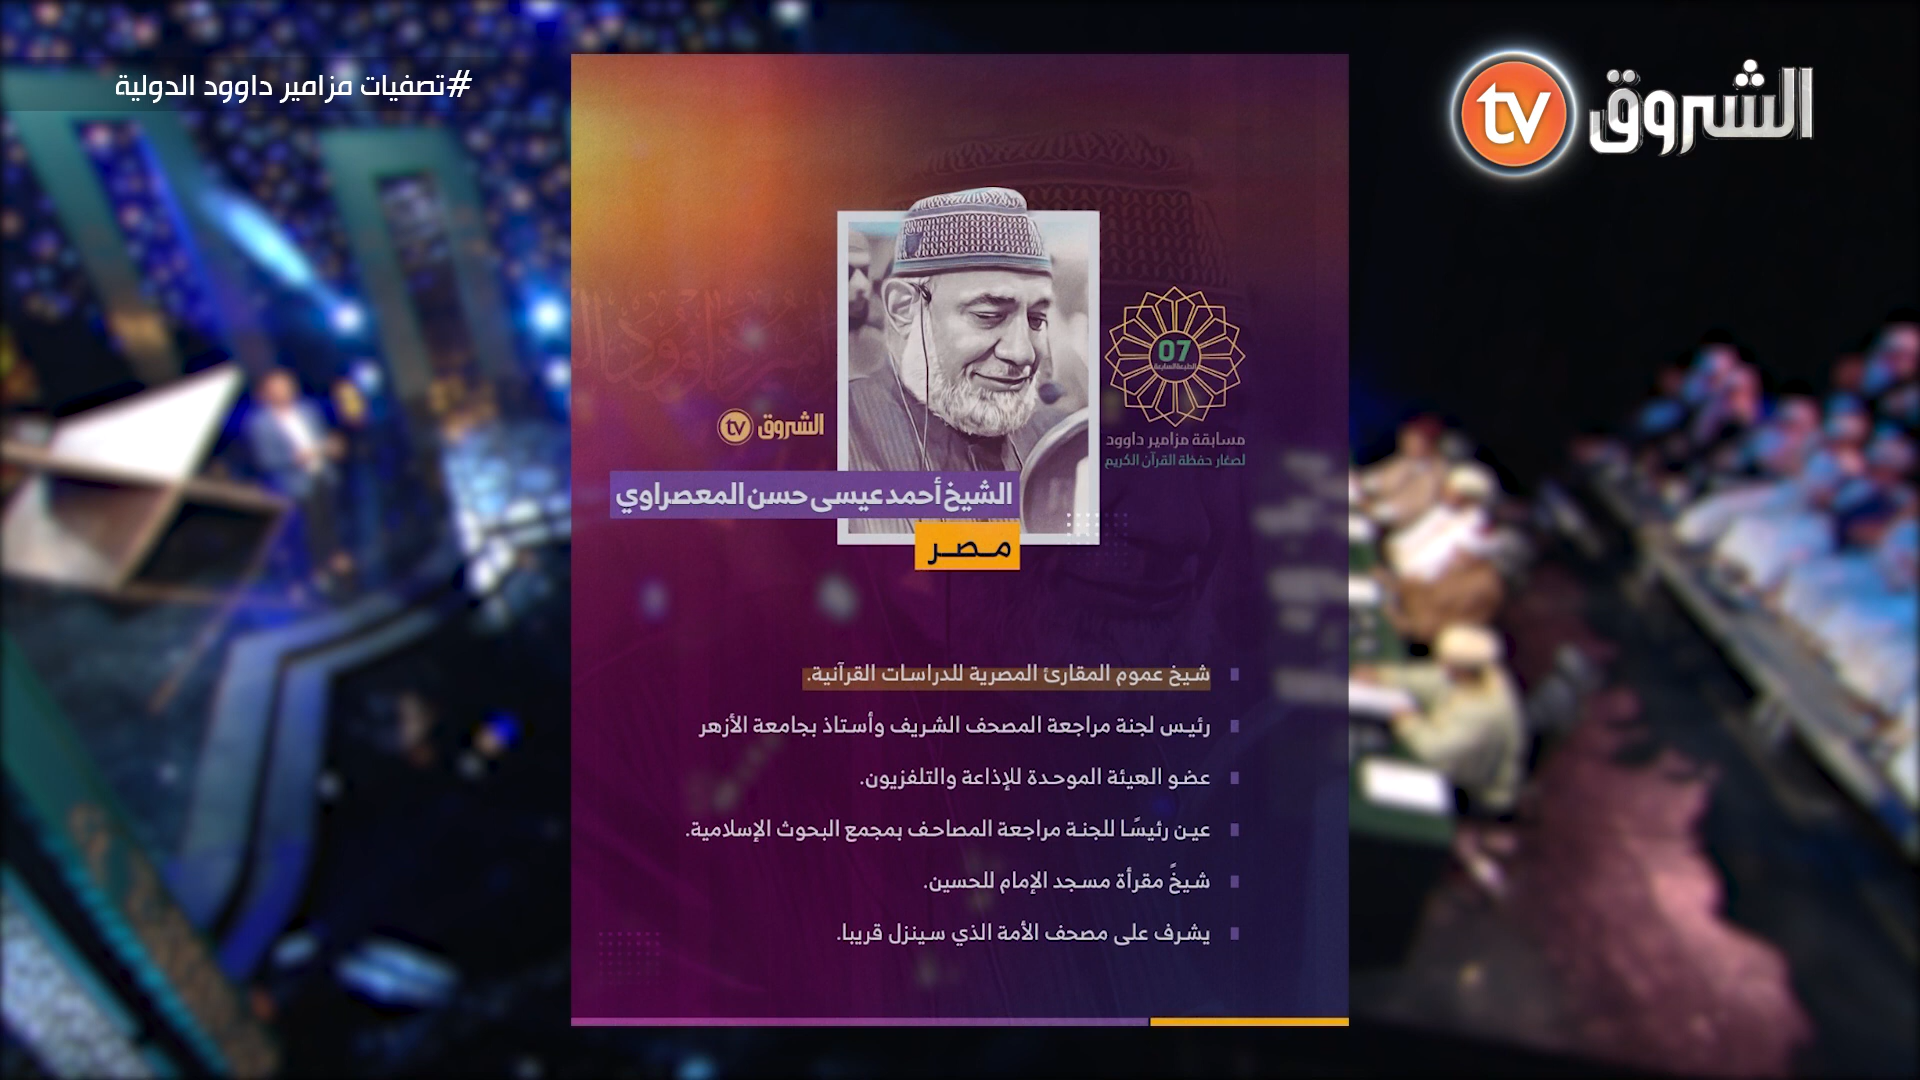 #تصفيات مزامير داوود الدولية
الشروق tv
07
الطبعة السابعة
مسابقة مزامير داوود
لصغار حفظة القرآن الكريم
الشروق tv
الشيخ أحمد عيسى حسن المعصراوي
مصر
شيخ عموم المقارئ المصرية للدراسات القرآنية.
رئيس لجنة مراجعة المصحف الشريف وأستاذ بجامعة الأزهر
عضو الهيئة الموحدة للإذاعة والتلفزيون.
عين رئيسًا للجنة مراجعة المصاحف بمجمع البحوث الإسلامية.
شيخً مقرأة مسجد الإمام للحسين.
يشرف على مصحف الأمة الذي سينزل قريبا.